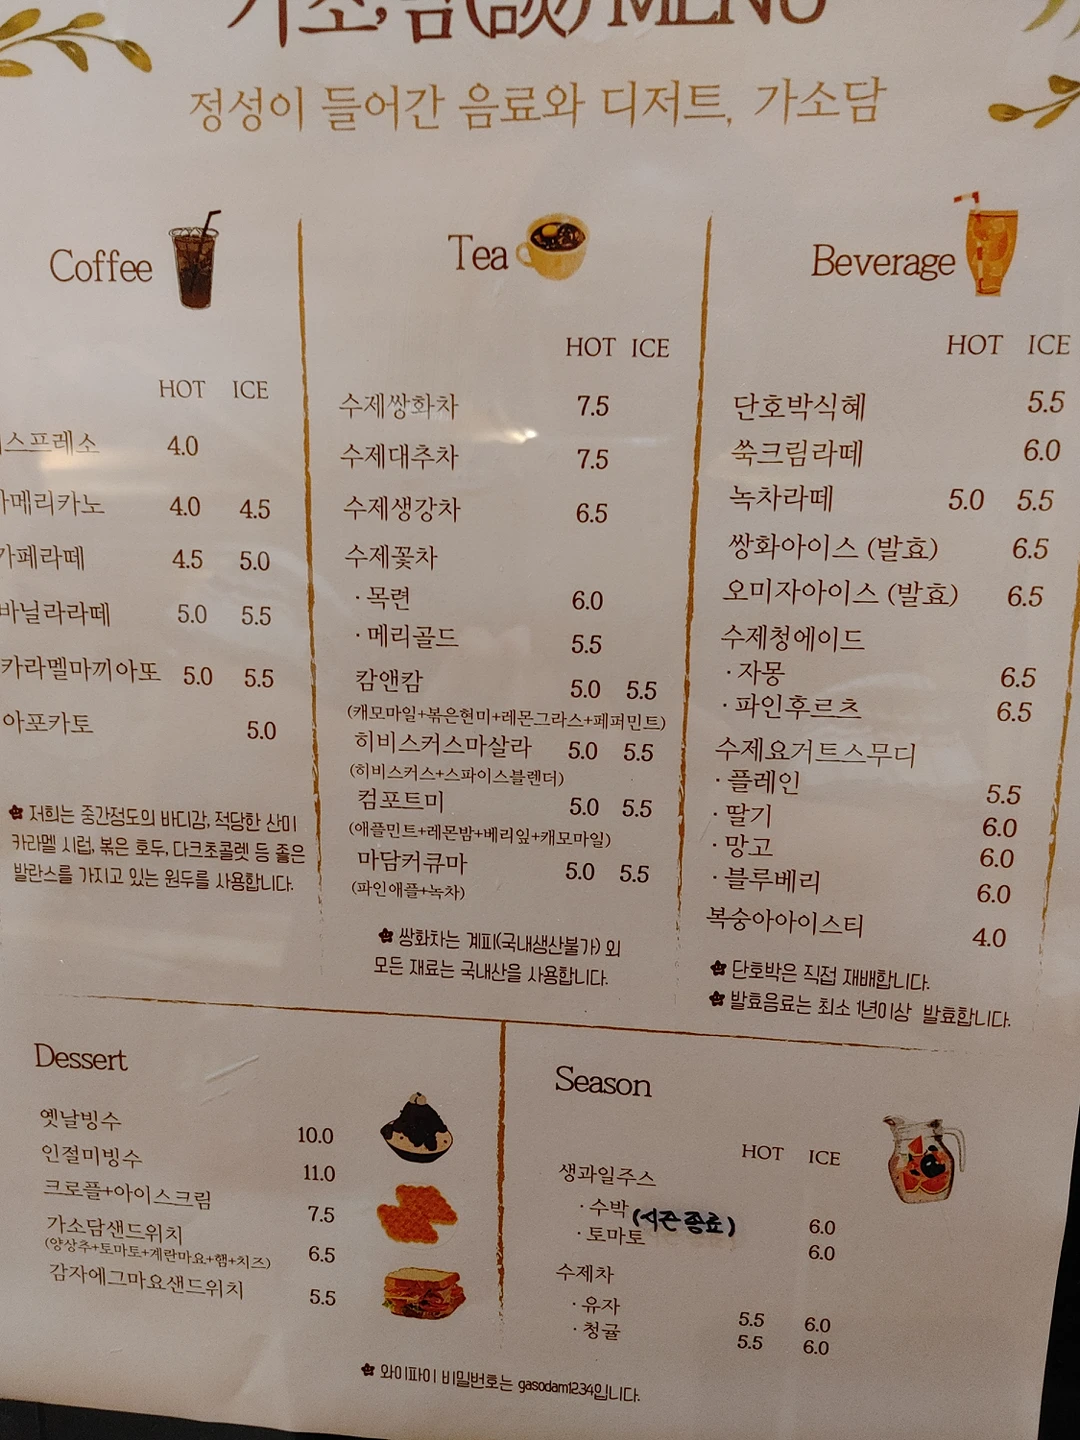 가소,담(談) MENU
정성이 들어간 음료와 디저트, 가소담
Coffee
HOT ICE
스프레소 4.0
아메리카노 4.0 4.5
카페라떼 4.5 5.0
바닐라라떼 5.0 5.5
카라멜마끼아또 5.0 5.5
아포카토 5.0
저희는 중간정도의 바디감, 적당한 산미
카라멜 시럽, 볶은 호두, 다크초콜렛 등 좋은
발란스를 가지고 있는 원두를 사용합니다.
Tea
HOT ICE
수제쌍화차 7.5
수제대추차 7.5
수제생강차 6.5
수제꽃차
·목련 6.0
·메리골드 5.5
캄앤캄 5.0 5.5
(캐모마일+볶은현미+레몬그라스+페퍼민트)
히비스커스마살라 5.0 5.5
(히비스커스+스파이스블렌더)
컴포트미 5.0 5.5
(애플민트+레몬밤+베리잎+캐모마일)
마담커큐마 5.0 5.5
(파인애플+녹차)
쌍화차는 계피(국내생산불가) 외
모든 재료는 국내산을 사용합니다.
Beverage
HOT ICE
단호박식혜 5.5
쑥크림라떼 6.0
녹차라떼 5.0 5.5
쌍화아이스 (발효) 6.5
오미자아이스 (발효) 6.5
수제청에이드
·자몽 6.5
·파인후르츠 6.5
수제요거트스무디
·플레인 5.5
·딸기 6.0
·망고 6.0
·블루베리 6.0
복숭아아이스티 4.0
단호박은 직접 재배합니다.
발효음료는 최소 1년이상 발효합니다.
Dessert
옛날빙수 10.0
인절미빙수 11.0
크로플+아이스크림 7.5
가소담샌드위치 6.5
(양상추+토마토+계란마요+햄+치즈)
감자에그마요샌드위치 5.5
Season
HOT ICE
생과일주스
·수박 (시즌종료) 6.0
·토마토 6.0
수제차
·유자 5.5 6.0
·청귤 5.5 6.0
와이파이 비밀번호는 gasodam1234입니다.